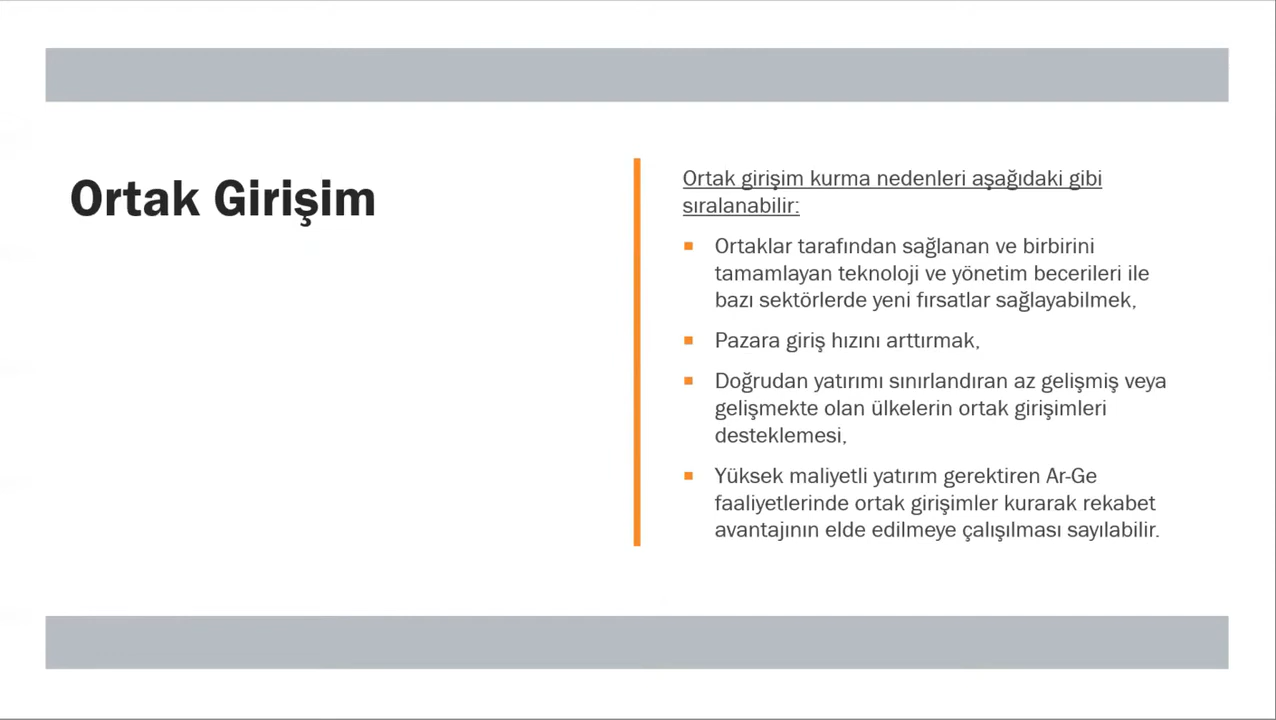 Ortak Girişim
Ortak girişim kurma nedenleri aşağıdaki gibi
sıralanabilir:
Ortaklar tarafından sağlanan ve birbirini
tamamlayan teknoloji ve yönetim becerileri ile
bazı sektörlerde yeni fırsatlar sağlayabilmek,
Pazara giriş hızını arttırmak,
Doğrudan yatırımı sınırlandıran az gelişmiş veya
gelişmekte olan ülkelerin ortak girişimleri
desteklemesi,
Yüksek maliyetli yatırım gerektiren Ar-Ge
faaliyetlerinde ortak girişimler kurarak rekabet
avantajının elde edilmeye çalışılması sayılabilir.